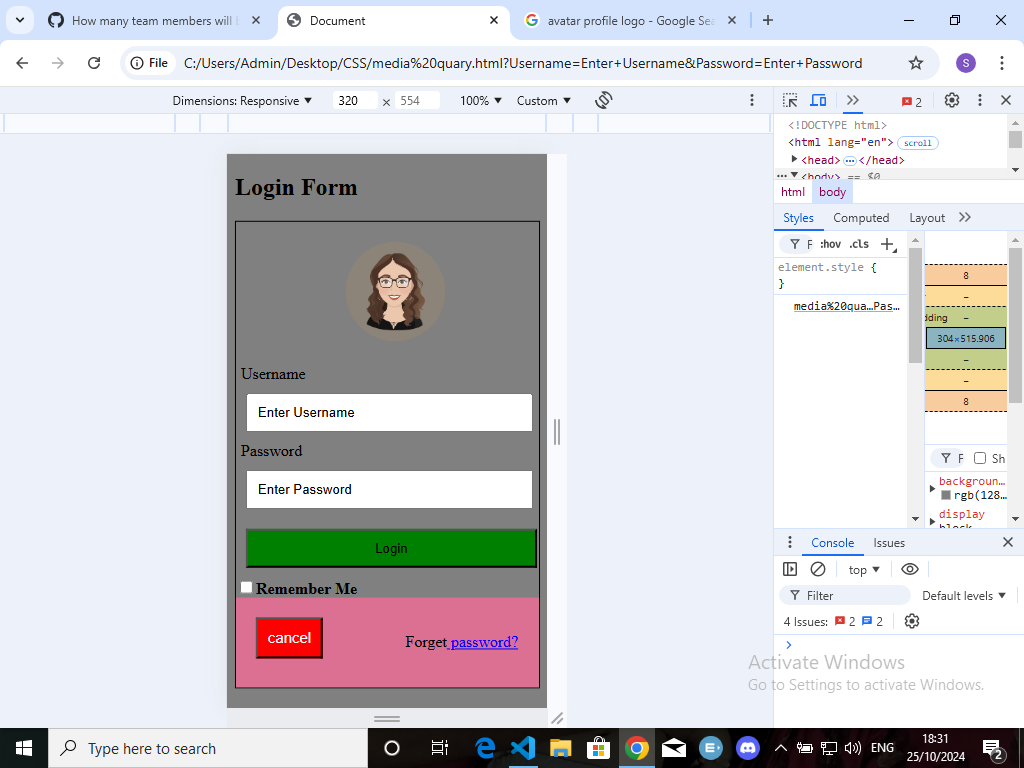 How many team members will b
Document
avatar profile logo - Google Sea
File
C:/Users/Admin/Desktop/CSS/media%20quary.html?Username=Enter+Username&Password=Enter+Password
S
Dimensions: Responsive
320
×
554
100%
Custom
2
<!DOCTYPE html>
<html lang="en"> scroll
<head> … </head>
<body> == $0
html
body
Styles
Computed
Layout
F
:hov
.cls
element.style {
}
media%20qua…Pas…
8
–
dding
–
304×515.906
–
–
8
F
Sh
backgroun…
rgb(128…
display
block
Login Form
Username
Enter Username
Password
Enter Password
Login
Remember Me
cancel
Forget password?
Console
Issues
top
Filter
Default levels
4 Issues:
2
2
Activate Windows
Go to Settings to activate Windows.
Type here to search
ENG
18:31
25/10/2024
2